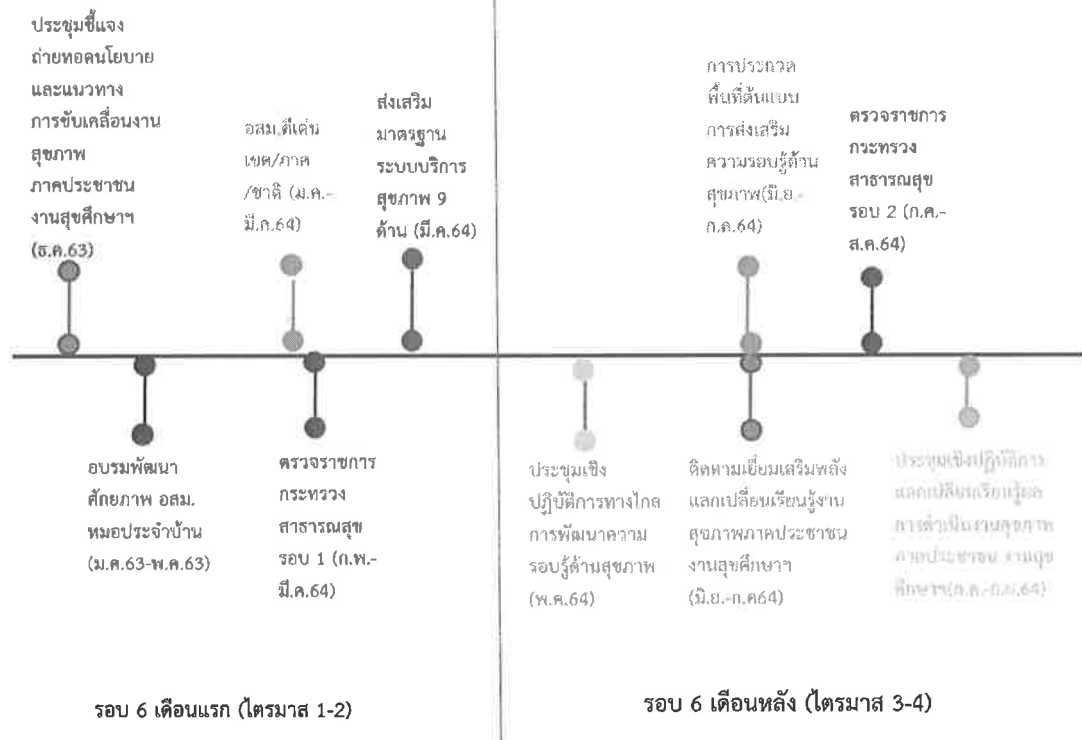 ประชุมชี้แจง
ถ่ายทอดนโยบาย
และแนวทาง
การขับเคลื่อนงาน
สุขภาพ
ภาคประชาชน
งานสุขศึกษาฯ
(ธ.ค.63)
อสม.ดีเด่น
เขต/ภาค
/ชาติ (ม.ค.-
มี.ค.64)
ส่งเสริม
มาตรฐาน
ระบบบริการ
สุขภาพ 9
ด้าน (มี.ค.64)
การประกวด
พื้นที่ต้นแบบ
การส่งเสริม
ความรอบรู้ด้าน
สุขภาพ(มิ.ย.-
ก.ค.64)
ตรวจราชการ
กระทรวง
สาธารณสุข
รอบ 2 (ก.ค.-
ส.ค.64)
อบรมพัฒนา
ศักยภาพ อสม.
หมอประจำบ้าน
(ม.ค.63-พ.ค.63)
ตรวจราชการ
กระทรวง
สาธารณสุข
รอบ 1 (ก.พ.-
มี.ค.64)
ประชุมเชิง
ปฏิบัติการทางไกล
การพัฒนาความ
รอบรู้ด้านสุขภาพ
(พ.ค.64)
ติดตามเยี่ยมเสริมพลัง
แลกเปลี่ยนเรียนรู้งาน
สุขภาพภาคประชาชน
งานสุขศึกษาฯ
(มิ.ย.-ก.ค64)
ประชุมเชิงปฏิบัติการ
แลกเปลี่ยนเรียนรู้ผล
การดำเนินงานสุขภาพ
ภาคประชาชน งานสุข
ศึกษาฯ
รอบ 6 เดือนแรก (ไตรมาส 1-2)
รอบ 6 เดือนหลัง (ไตรมาส 3-4)